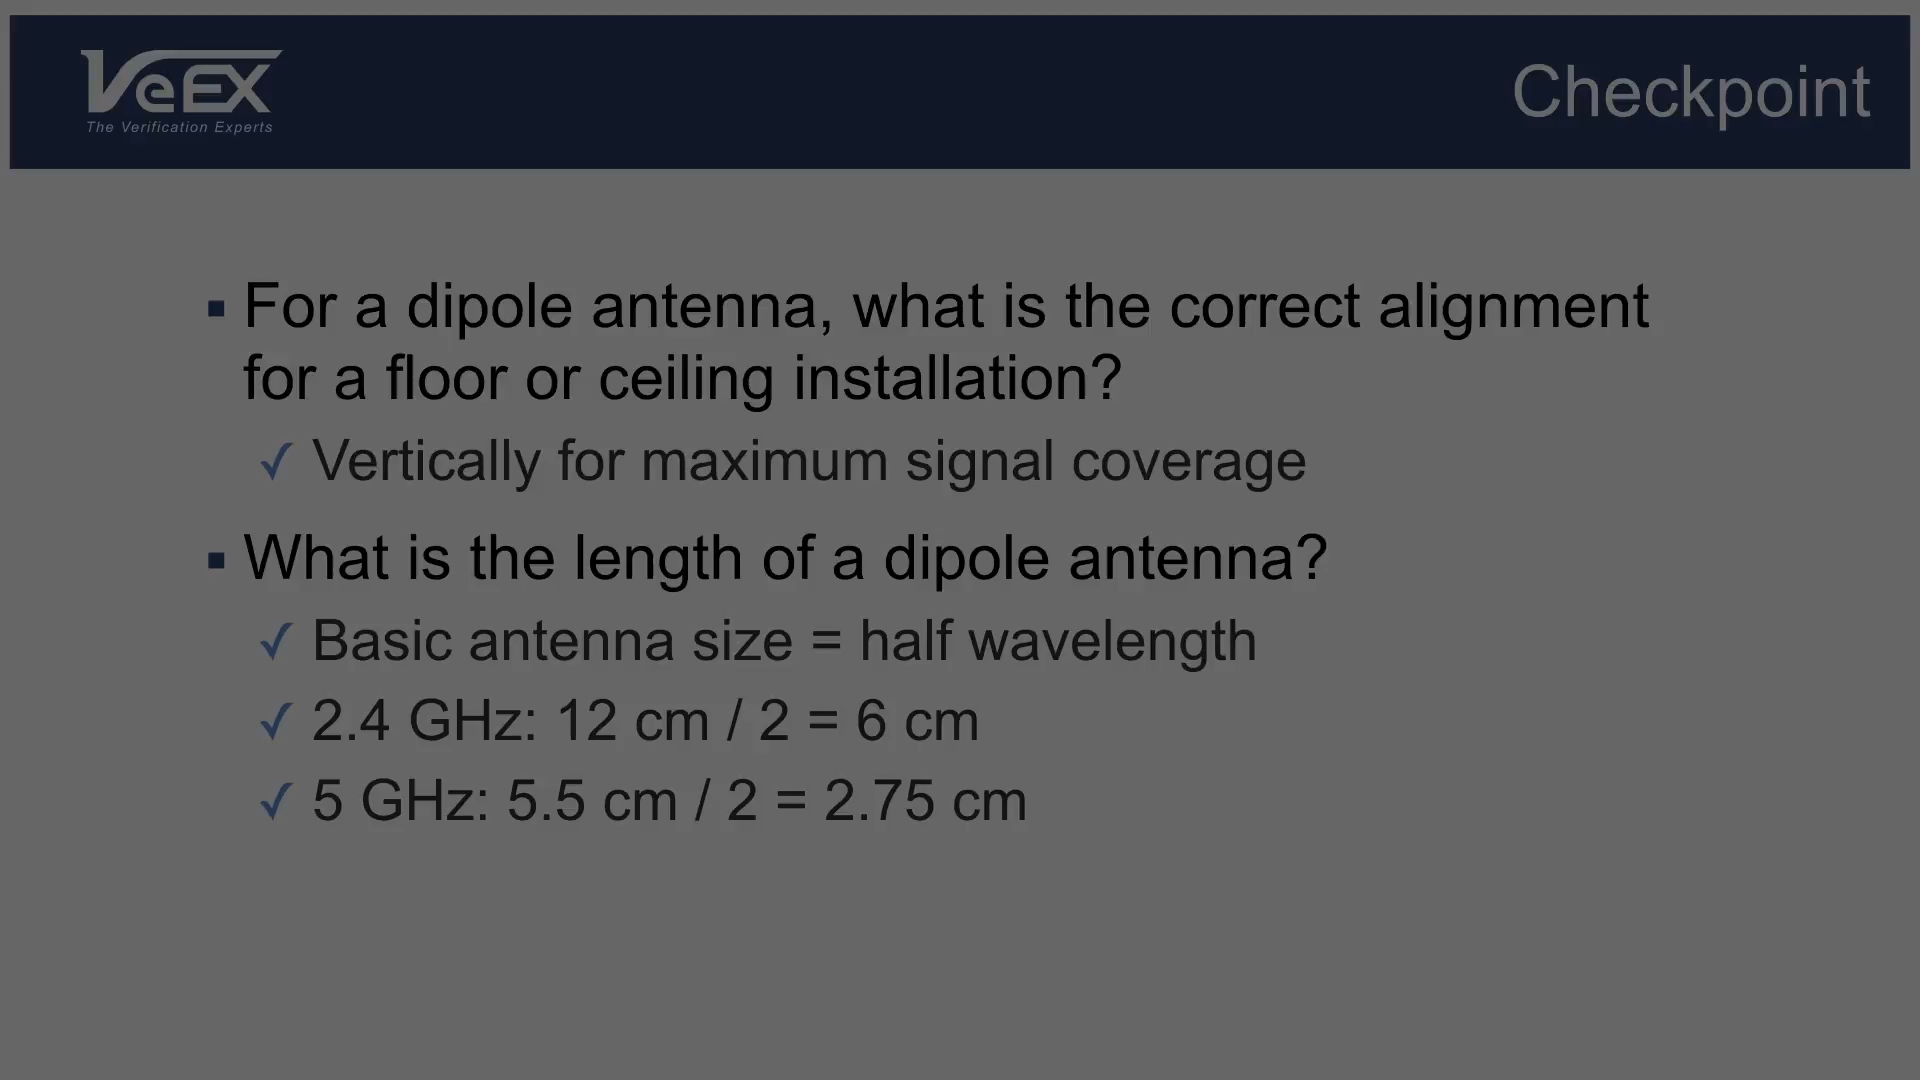 VeEX
The Verification Experts
Checkpoint
▪ For a dipole antenna, what is the correct alignment
for a floor or ceiling installation?
✓ Vertically for maximum signal coverage
▪ What is the length of a dipole antenna?
✓ Basic antenna size = half wavelength
✓ 2.4 GHz: 12 cm / 2 = 6 cm
✓ 5 GHz: 5.5 cm / 2 = 2.75 cm